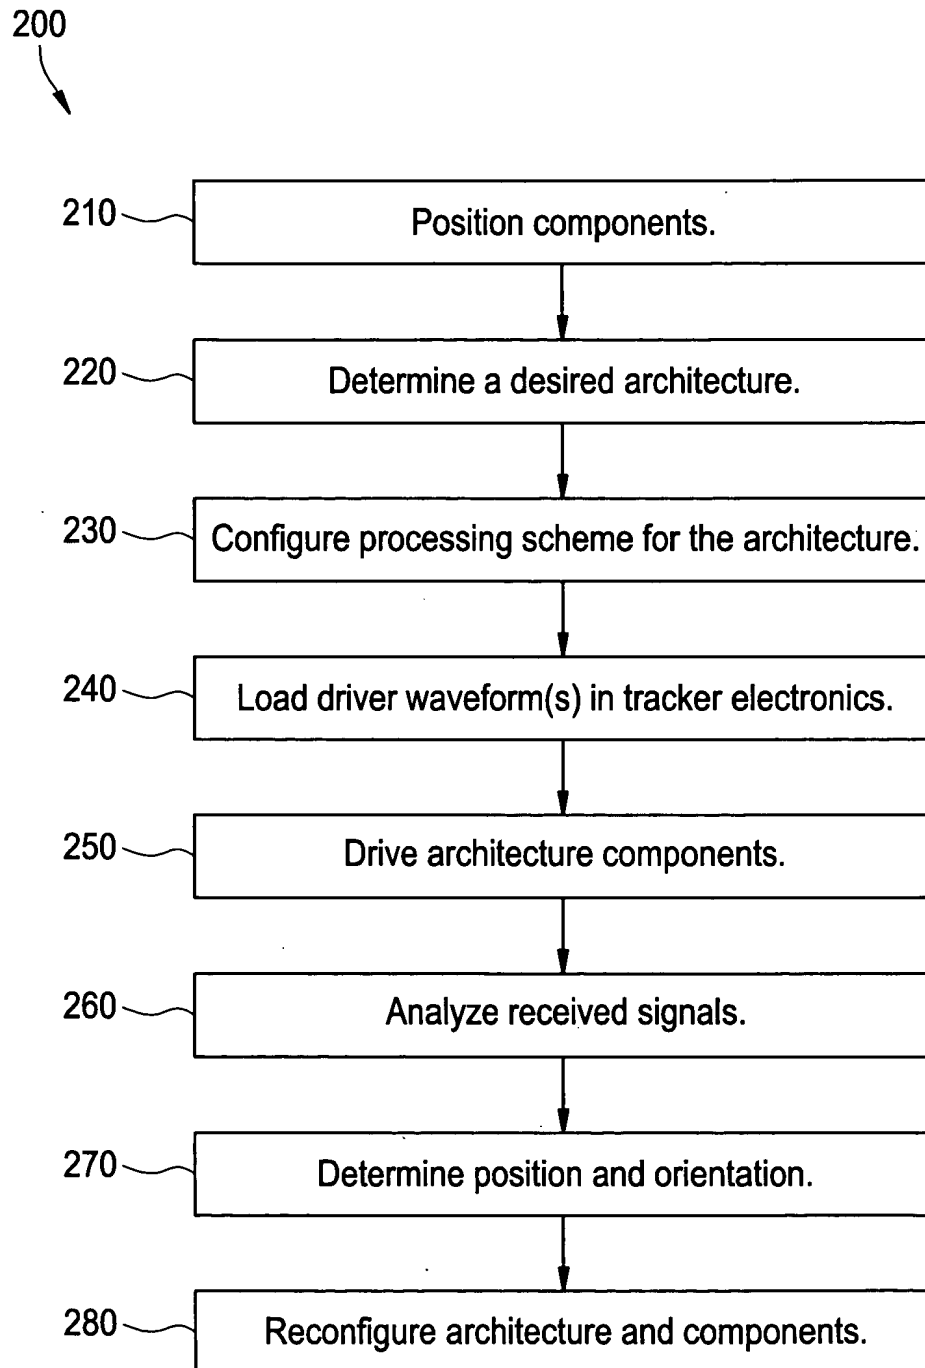 200
210 Position components.
220 Determine a desired architecture.
230 Configure processing scheme for the architecture.
240 Load driver waveform(s) in tracker electronics.
250 Drive architecture components.
260 Analyze received signals.
270 Determine position and orientation.
280 Reconfigure architecture and components.